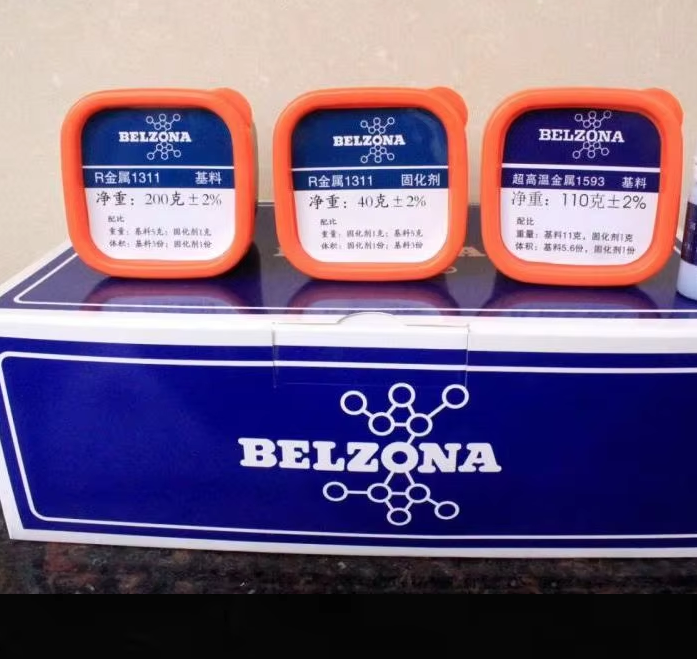 BELZONA
R金属1311 基料
净重：200克±2%
配比
重量：基料5克；固化剂1克
体积：基料3份；固化剂1份
BELZONA
R金属1311 固化剂
净重：40克±2%
配比
重量：固化剂1克；基料5克
体积：固化剂1份；基料3份
BELZONA
超高温金属1593 基料
净重：110克±2%
配比
重量：基料11克，固化剂1克
体积：基料5.6份，固化剂1份
BELZONA